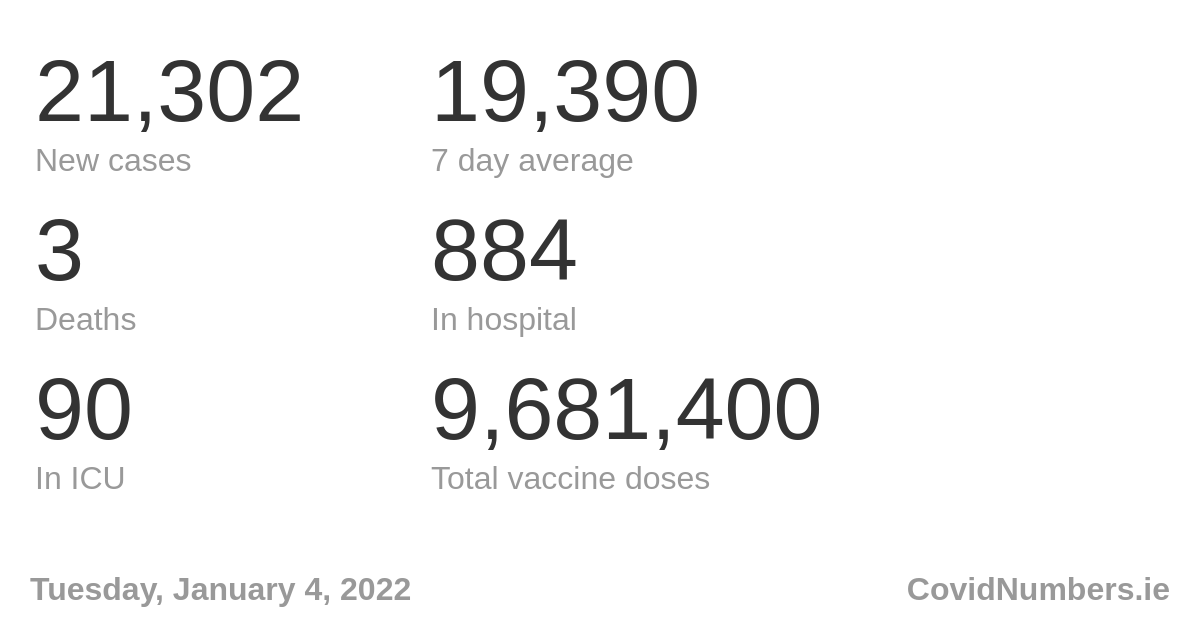 21,302
19,390
New cases
7 day average
3
884
Deaths
In hospital
90
9,681,400
In ICU
Total vaccine doses
Tuesday, January 4, 2022
CovidNumbers.ie